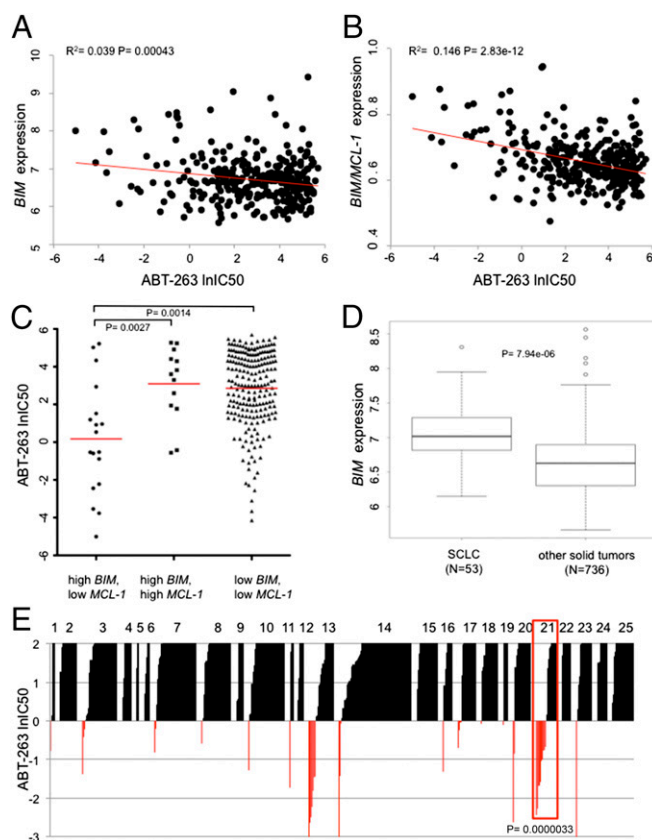 A
R²= 0.039 P= 0.00043
BIM expression
10
9
8
7
6
5
-6 -4 -2 0 2 4 6
ABT-263 lnIC50
B
R²= 0.146 P= 2.83e-12
BIM/MCL-1 expression
1.0
0.8
0.6
0.4
-6 -4 -2 0 2 4 6
ABT-263 lnIC50
C
P= 0.0014
P= 0.0027
ABT-263 lnIC50
6
4
2
0
-2
-4
-6
high BIM, high BIM, low BIM,
low MCL-1 high MCL-1 low MCL-1
D
P= 7.94e-06
BIM expression
8.5
8
7.5
7
6.5
6
SCLC other solid tumors
(N=53) (N=736)
E
1 2 3 4 5 6 7 8 9 10 11 12 13 14 15 16 17 18 19 20 21 22 23 24 25
ABT-263 lnIC50
2
1
0
-1
-2
-3
P= 0.0000033